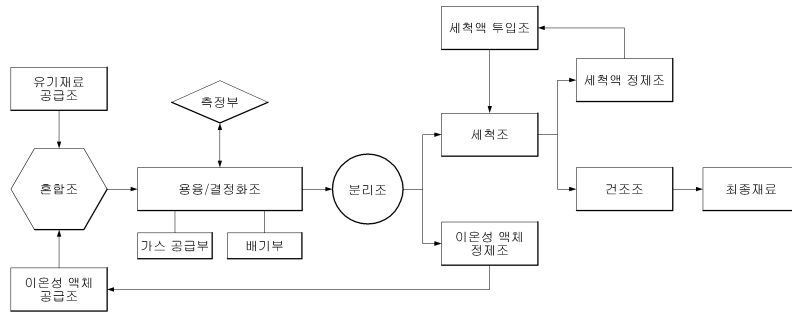 세척액 투입조
유기재료
공급조
측정부
세척액 정제조
세척조
혼합조
용융/결정화조
분리조
건조조
최종재료
가스 공급부
배기부
이온성 액체
정제조
이온성 액체
공급조